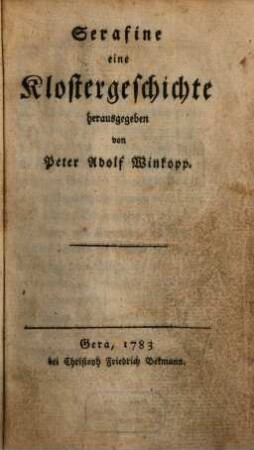 Serafine
eine
Klostergeschichte
herausgegeben
von
Peter Adolf Winkopp.
Gera, 1783
bei Christoph Friedrich Bekmann.